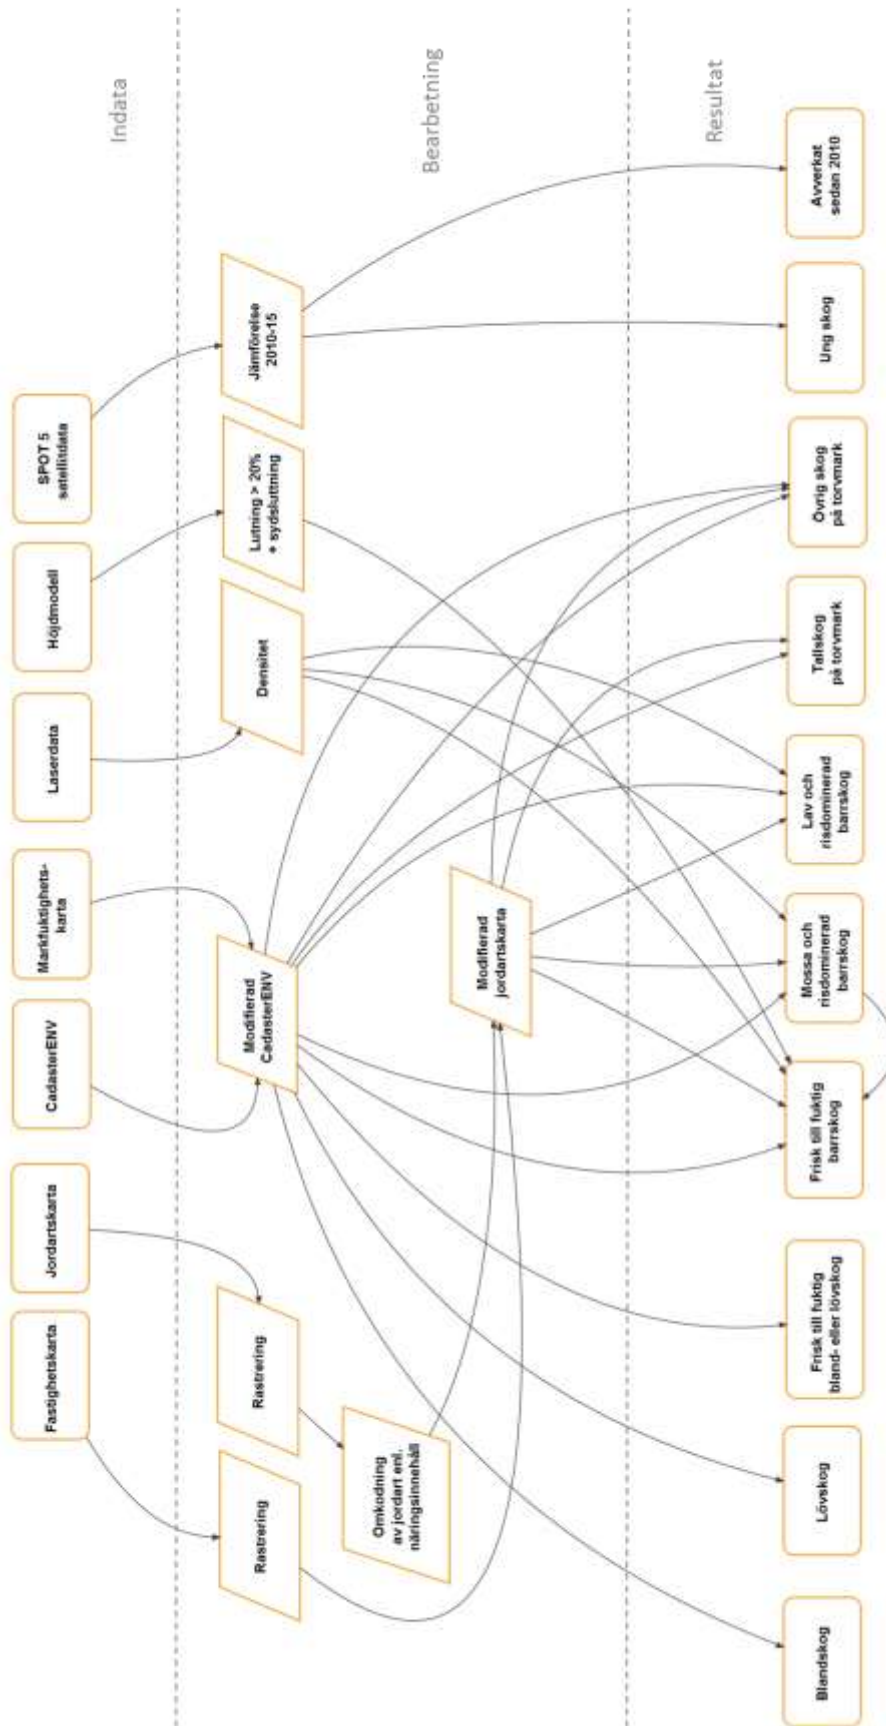 Fastighetskarta
Jordartskarta
CadasterENV
Markfuktighets-
karta
Laserdata
Höjdmodell
SPOT 5
satellitdata
Indata
Rastrering
Rastrering
Omkodning
av jordart enl.
näringsinnehåll
Modifierad
CadasterENV
Modifierad
jordartskarta
Densitet
Lutning > 20%
+ sydsluttning
Jämförelse
2010-15
Bearbetning
Blandskog
Lövskog
Frisk till fuktig
bland- eller lövskog
Frisk till fuktig
barrskog
Mossa och
risdominerad
barrskog
Lav och
risdominerad
barrskog
Tallskog
på torvmark
Övrig skog
på torvmark
Ung skog
Avverkat
sedan 2010
Resultat